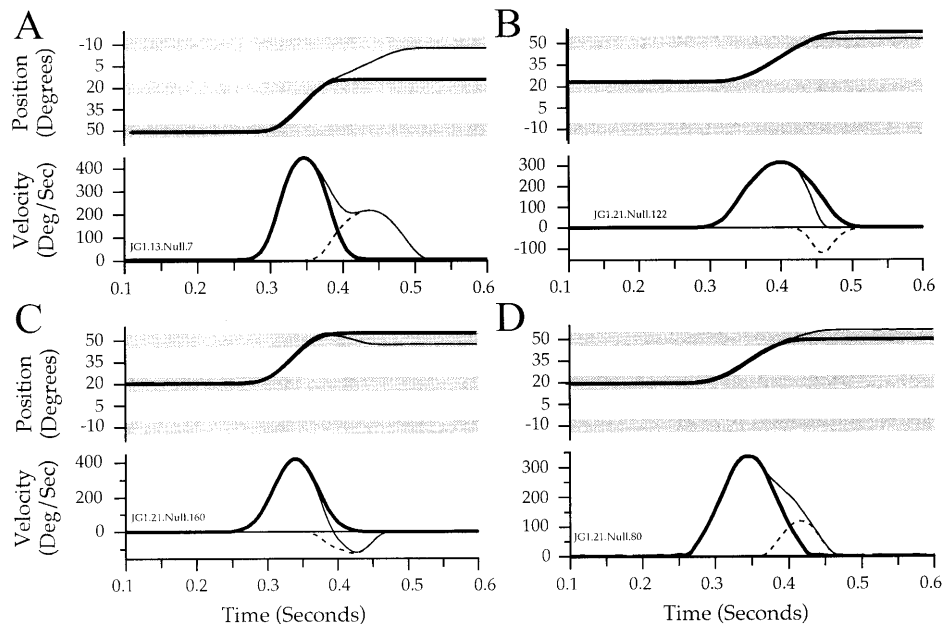 A
Position
(Degrees)
-10
5
20
35
50
Velocity
(Deg/Sec)
400
300
200
100
0
JG1.13.Null.7
0.1 0.2 0.3 0.4 0.5 0.6
B
50
35
20
5
-10
300
200
100
0
-100
JG1.21.Null.122
0.1 0.2 0.3 0.4 0.5 0.6
C
Position
(Degrees)
50
35
20
5
-10
Velocity
(Deg/Sec)
400
200
0
JG1.21.Null.160
0.1 0.2 0.3 0.4 0.5 0.6
Time (Seconds)
D
50
35
20
5
-10
300
200
100
0
JG1.21.Null.80
0.1 0.2 0.3 0.4 0.5 0.6
Time (Seconds)